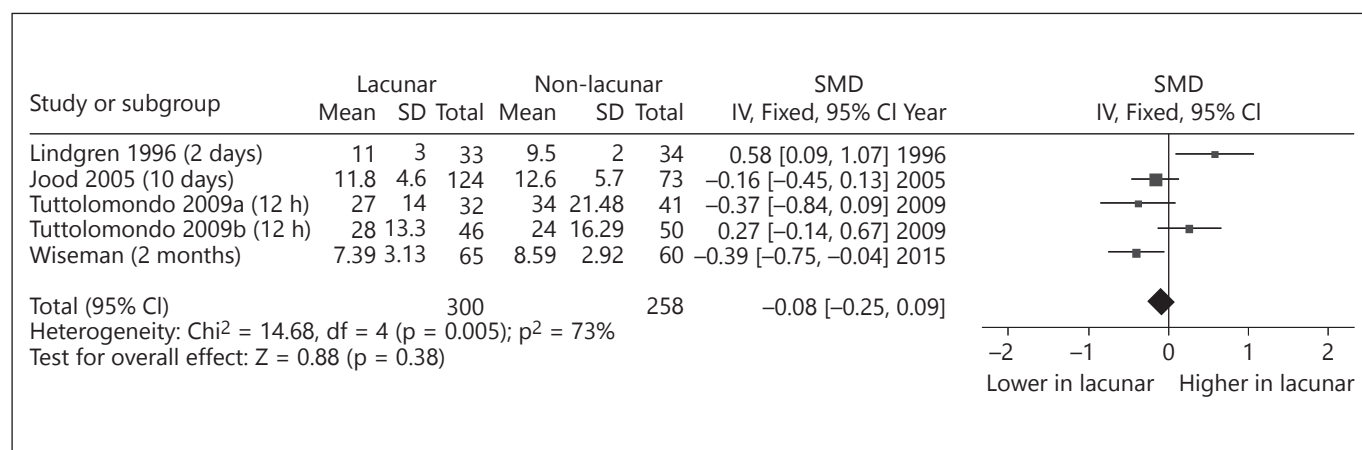 Lacunar Non-lacunar SMD SMD
Study or subgroup Mean SD Total Mean SD Total IV, Fixed, 95% CI Year IV, Fixed, 95% CI
Lindgren 1996 (2 days) 11 3 33 9.5 2 34 0.58 [0.09, 1.07] 1996
Jood 2005 (10 days) 11.8 4.6 124 12.6 5.7 73 –0.16 [–0.45, 0.13] 2005
Tuttolomondo 2009a (12 h) 27 14 32 34 21.48 41 –0.37 [–0.84, 0.09] 2009
Tuttolomondo 2009b (12 h) 28 13.3 46 24 16.29 50 0.27 [–0.14, 0.67] 2009
Wiseman (2 months) 7.39 3.13 65 8.59 2.92 60 –0.39 [–0.75, –0.04] 2015
Total (95% CI) 300 258 –0.08 [–0.25, 0.09]
Heterogeneity: Chi² = 14.68, df = 4 (p = 0.005); p² = 73%
Test for overall effect: Z = 0.88 (p = 0.38)
–2 –1 0 1 2
Lower in lacunar Higher in lacunar